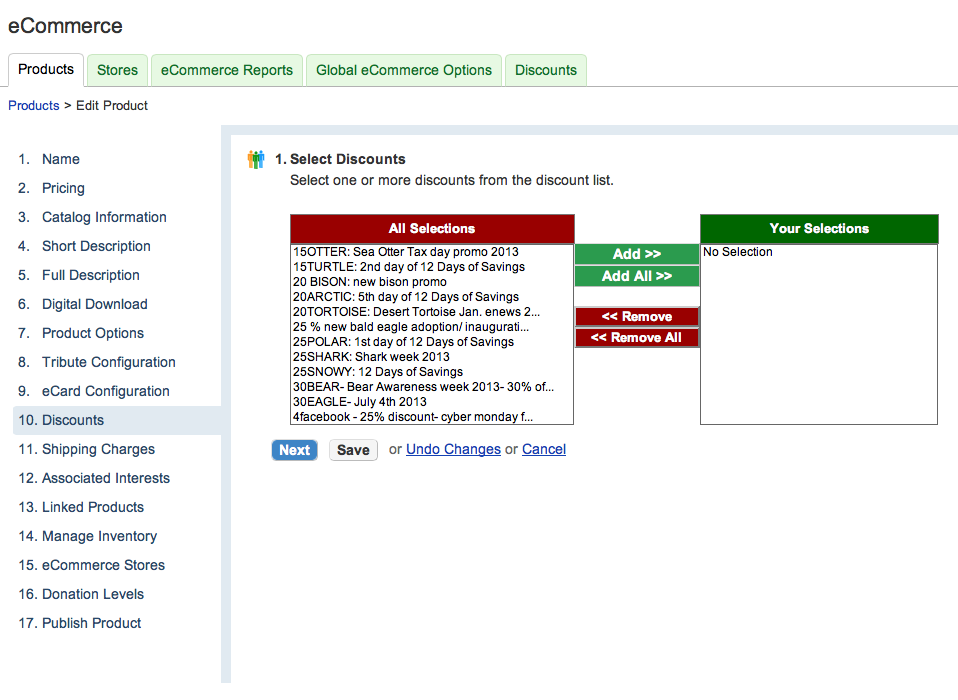 eCommerce
Products Stores eCommerce Reports Global eCommerce Options Discounts
Products > Edit Product
1. Name
2. Pricing
3. Catalog Information
4. Short Description
5. Full Description
6. Digital Download
7. Product Options
8. Tribute Configuration
9. eCard Configuration
10. Discounts
11. Shipping Charges
12. Associated Interests
13. Linked Products
14. Manage Inventory
15. eCommerce Stores
16. Donation Levels
17. Publish Product
1. Select Discounts
Select one or more discounts from the discount list.
All Selections
15OTTER: Sea Otter Tax day promo 2013
15TURTLE: 2nd day of 12 Days of Savings
20 BISON: new bison promo
20ARCTIC: 5th day of 12 Days of Savings
20TORTOISE: Desert Tortoise Jan. enews 2...
25 % new bald eagle adoption/ inaugurati...
25POLAR: 1st day of 12 Days of Savings
25SHARK: Shark week 2013
25SNOWY: 12 Days of Savings
30BEAR- Bear Awareness week 2013- 30% of...
30EAGLE- July 4th 2013
4facebook - 25% discount- cyber monday f...
Add >>
Add All >>
<< Remove
<< Remove All
Your Selections
No Selection
Next Save or Undo Changes or Cancel